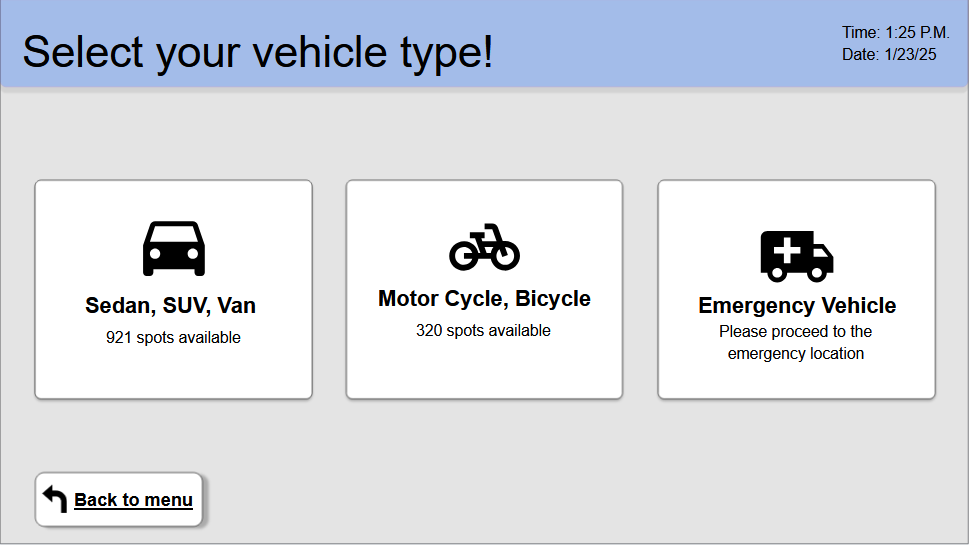 Select your vehicle type!
Time: 1:25 P.M.
Date: 1/23/25
Sedan, SUV, Van
921 spots available
Motor Cycle, Bicycle
320 spots available
Emergency Vehicle
Please proceed to the
emergency location
Back to menu